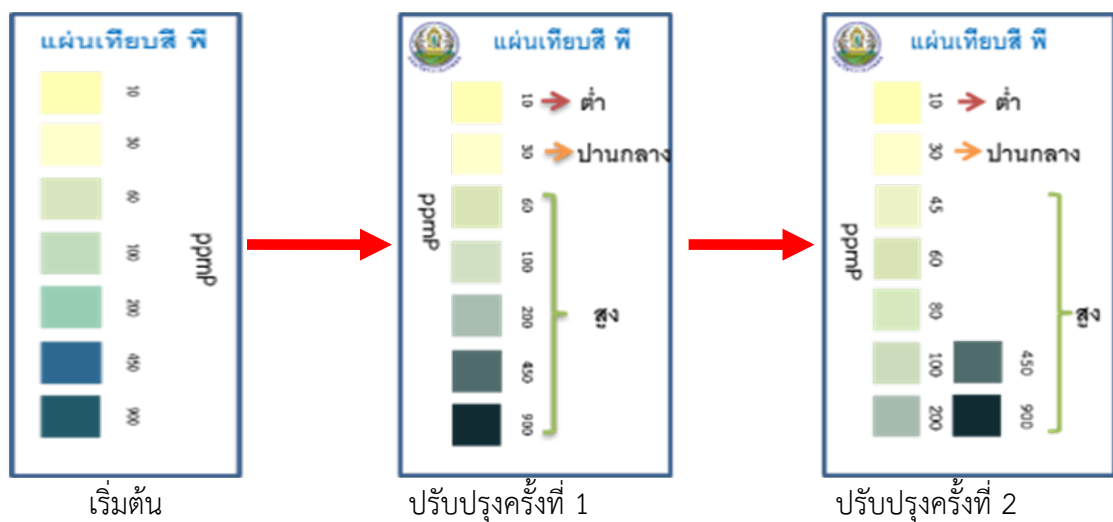 แผ่นเทียบสี พี
10
30
60
100
200
450
900
ppmP
เริ่มต้น
แผ่นเทียบสี พี
10 ต่ำ
30 ปานกลาง
60
100
200
450
900
ppmP
สูง
ปรับปรุงครั้งที่ 1
แผ่นเทียบสี พี
10 ต่ำ
30 ปานกลาง
45
60
80
100 450
200 900
ppmP
สูง
ปรับปรุงครั้งที่ 2